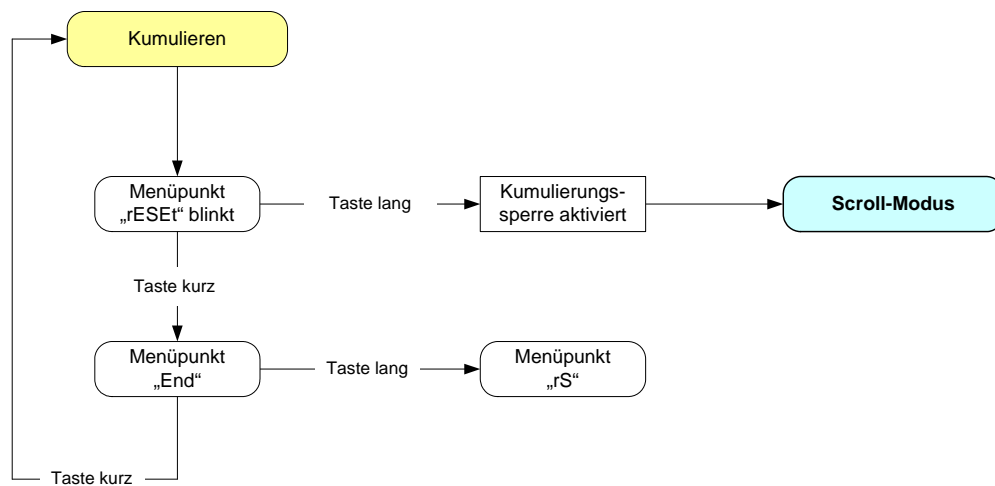 Kumulieren
Menüpunkt
„rESEt“ blinkt
Taste lang
Kumulierungs-
sperre aktiviert
Scroll-Modus
Taste kurz
Menüpunkt
„End“
Taste lang
Menüpunkt
„rS“
Taste kurz